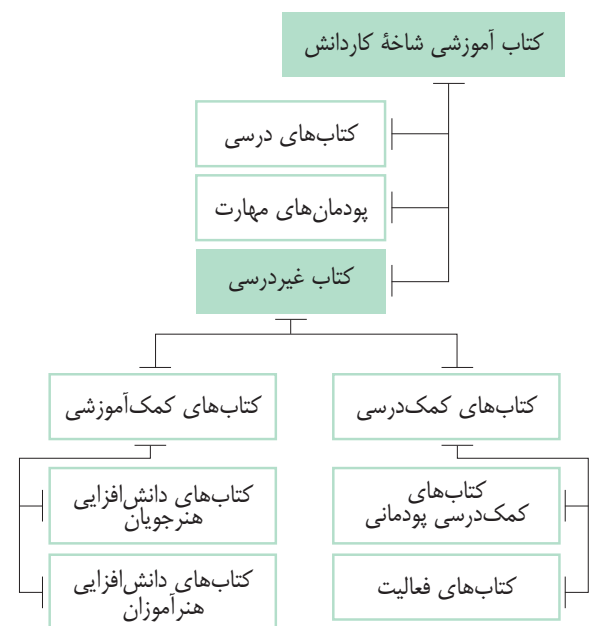 کتاب آموزشی شاخهٔ کاردانش
کتاب‌های درسی
پودمان‌های مهارت
کتاب غیردرسی
کتاب‌های کمک‌درسی
کتاب‌های کمک‌آموزشی
کتاب‌های
کمک‌درسی پودمانی
کتاب‌های دانش‌افزایی
هنرجویان
کتاب‌های فعالیت
کتاب‌های دانش‌افزایی
هنرآموزان